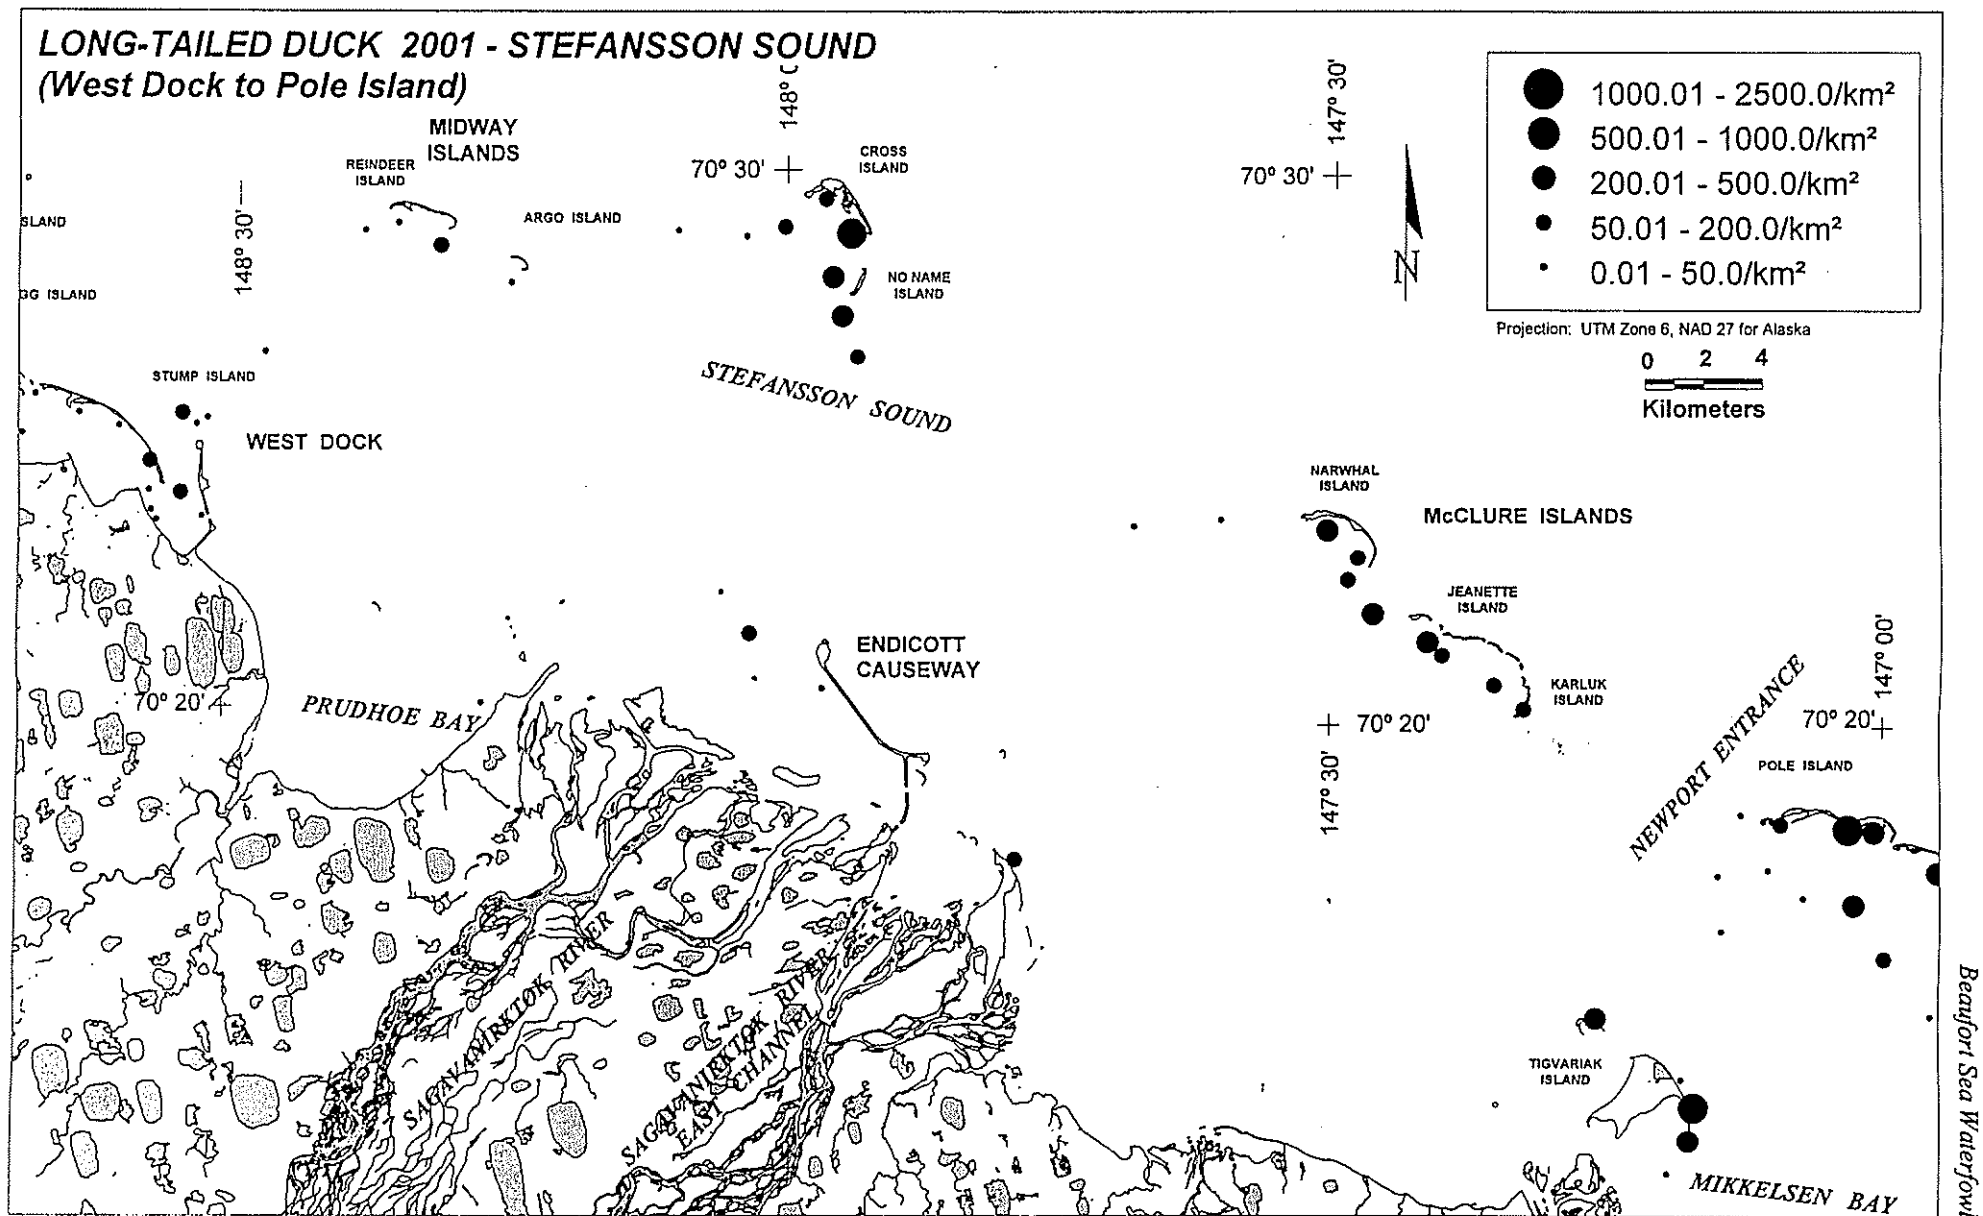 LONG-TAILED DUCK 2001 - STEFANSSON SOUND
(West Dock to Pole Island)
148° 0
147° 30'
1000.01 - 2500.0/km²
500.01 - 1000.0/km²
200.01 - 500.0/km²
50.01 - 200.0/km²
0.01 - 50.0/km²
Projection: UTM Zone 6, NAD 27 for Alaska
0 2 4
Kilometers
N
MIDWAY
ISLANDS
REINDEER
ISLAND
ARGO ISLAND
70° 30'
CROSS
ISLAND
70° 30'
SLAND
148° 30'
GG ISLAND
NO NAME
ISLAND
STUMP ISLAND
STEFANSSON SOUND
WEST DOCK
NARWHAL
ISLAND
McCLURE ISLANDS
JEANETTE
ISLAND
ENDICOTT
CAUSEWAY
KARLUK
ISLAND
147° 00'
70° 20'
PRUDHOE BAY
70° 20'
147° 30'
NEWPORT ENTRANCE
70° 20'
POLE ISLAND
SAGAVANIRKTOK RIVER
SAGAVANIRKTOK RIVER
EAST CHANNEL
TIGVARIAK
ISLAND
MIKKELSEN BAY
Beaufort Sea Waterfowl